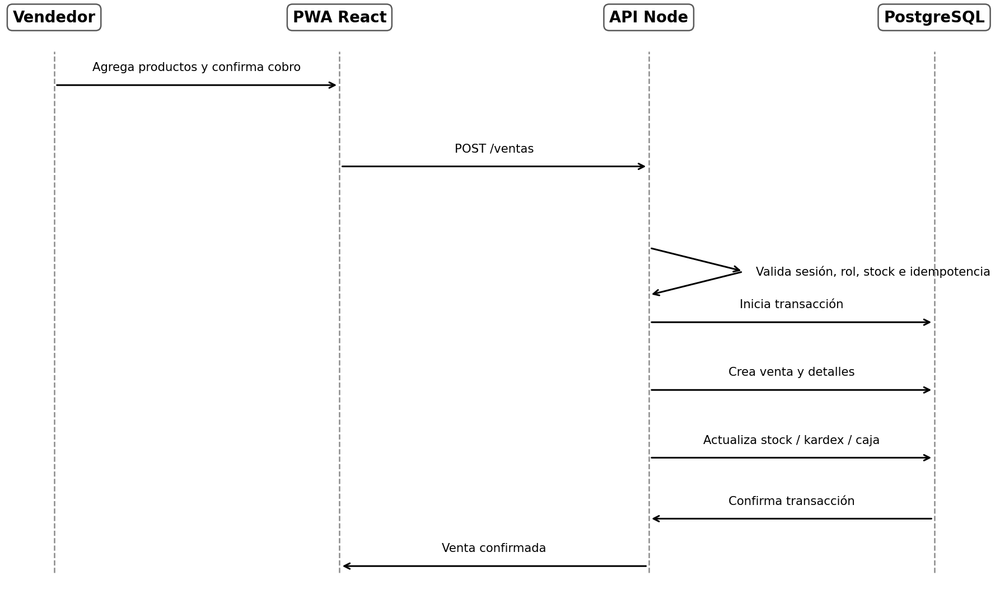 Vendedor
PWA React
API Node
PostgreSQL
Agrega productos y confirma cobro
POST /ventas
Valida sesión, rol, stock e idempotencia
Inicia transacción
Crea venta y detalles
Actualiza stock / kardex / caja
Confirma transacción
Venta confirmada